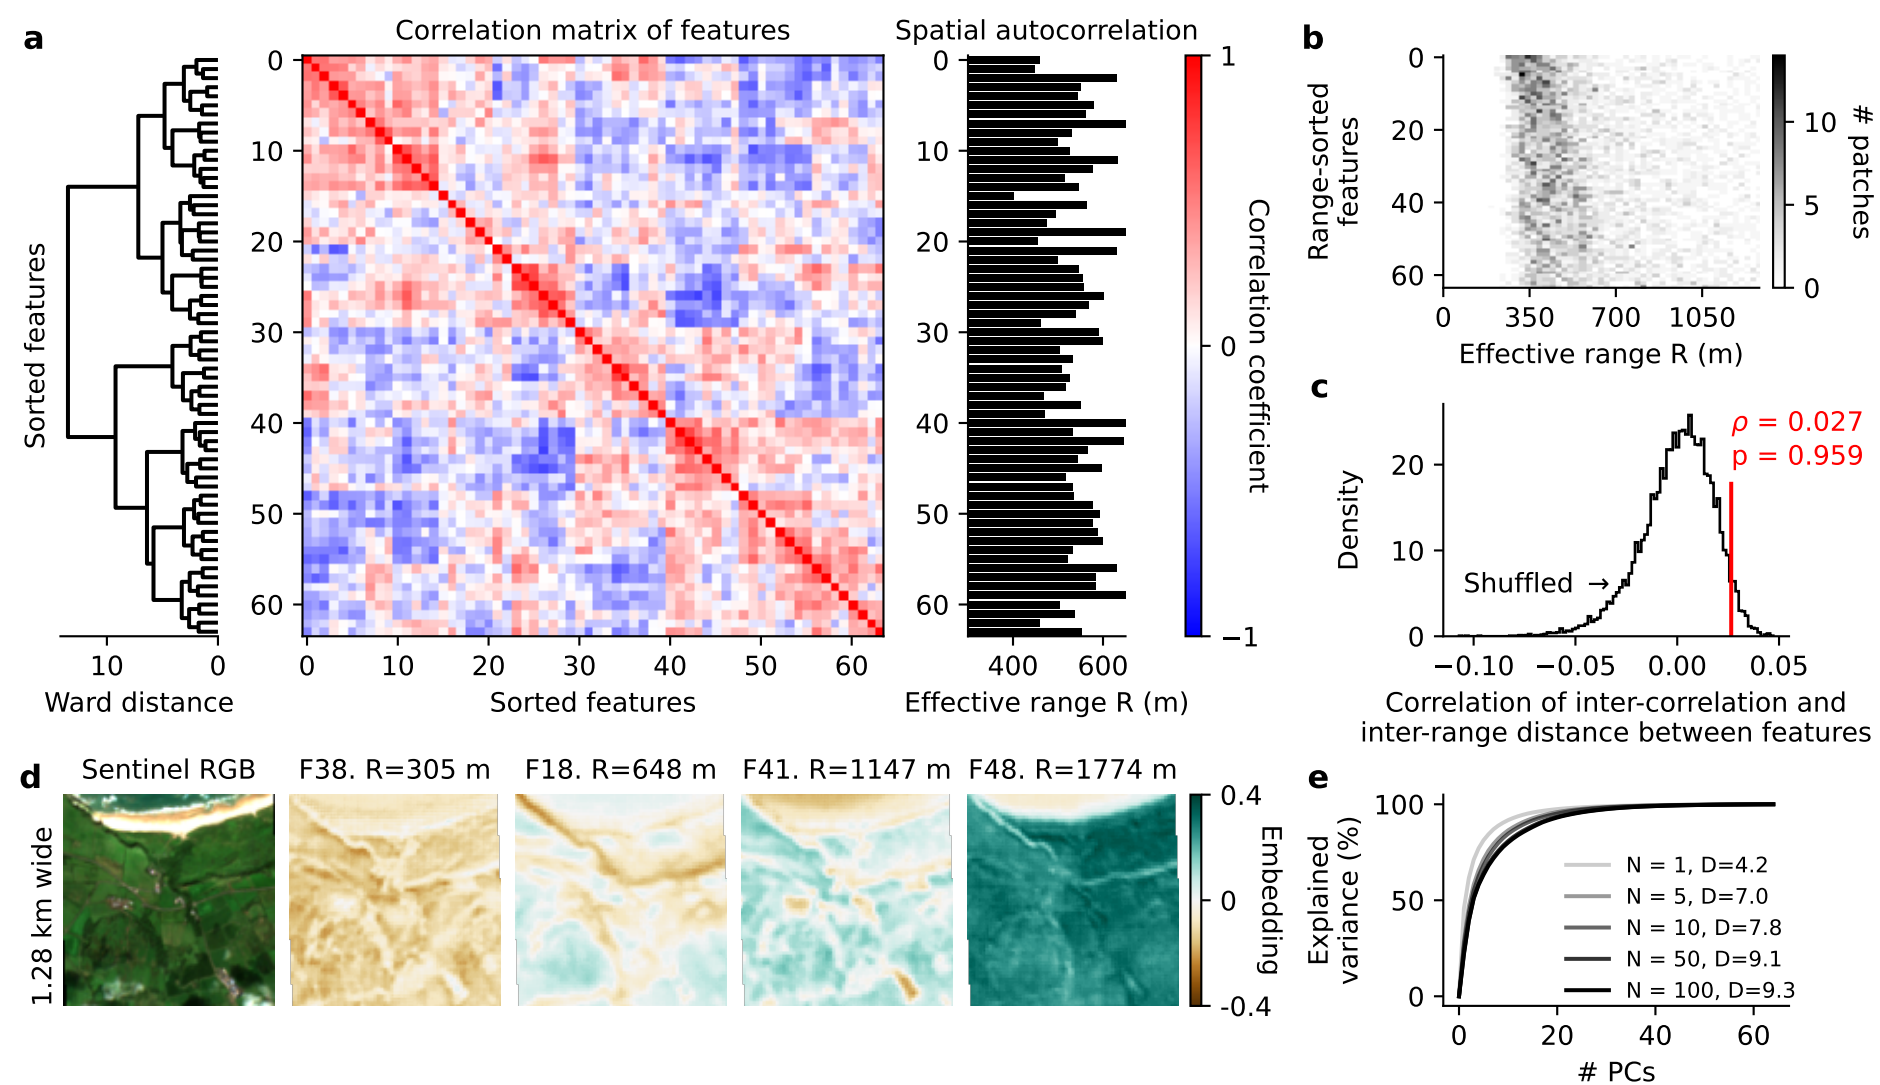 a
Correlation matrix of features
Spatial autocorrelation
Sorted features
10
0
Ward distance
0
10
20
30
40
50
60
0
10
20
30
40
50
60
Sorted features
0
10
20
30
40
50
60
400
600
Effective range R (m)
1
0
−1
Correlation coefficient
b
Range-sorted
features
0
20
40
60
0
350
700
1050
Effective range R (m)
10
5
0
# patches
c
Density
20
10
0
ρ = 0.027
p = 0.959
Shuffled →
−0.10
−0.05
0.00
0.05
Correlation of inter-correlation and
inter-range distance between features
d
Sentinel RGB
F38. R=305 m
F18. R=648 m
F41. R=1147 m
F48. R=1774 m
1.28 km wide
0.4
0
-0.4
Embedding
e
Explained
variance (%)
100
50
0
N = 1, D=4.2
N = 5, D=7.0
N = 10, D=7.8
N = 50, D=9.1
N = 100, D=9.3
0
20
40
60
# PCs